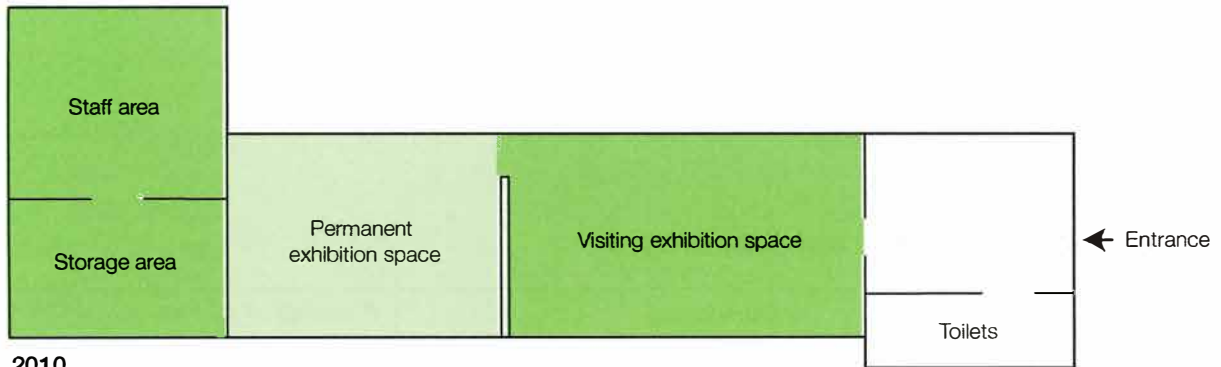 Staff area
Storage area
Permanent
exhibition space
Visiting exhibition space
Entrance
Toilets
2010